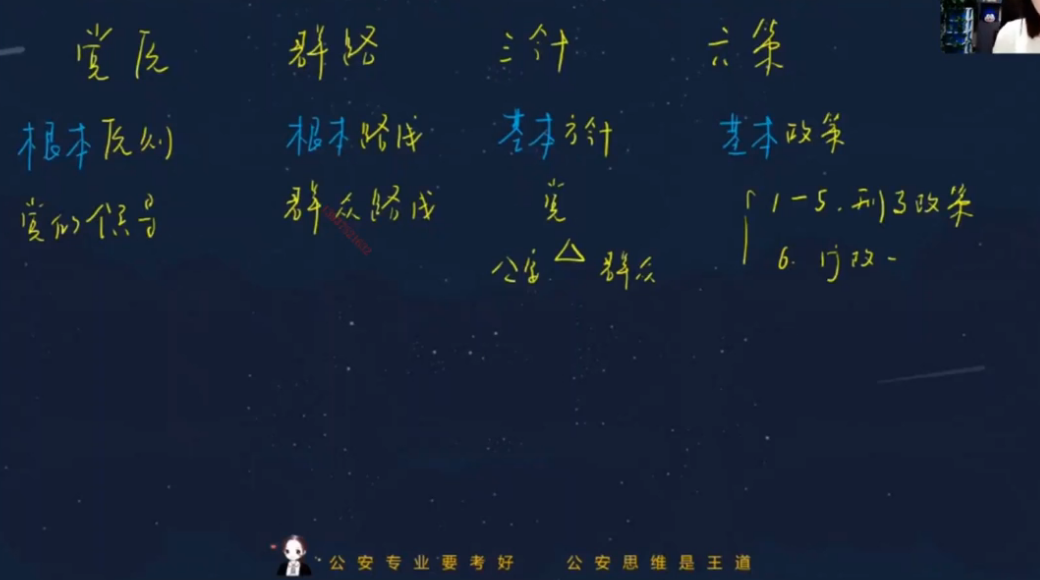 党原 群路 三个针 六策
根本原则 根本路线 基本方针 基本政策
党的领导 群众路线 党 1-5. 刑事政策
公安 △ 群众 6. 行政-
公安专业要考好 公安思维是王道